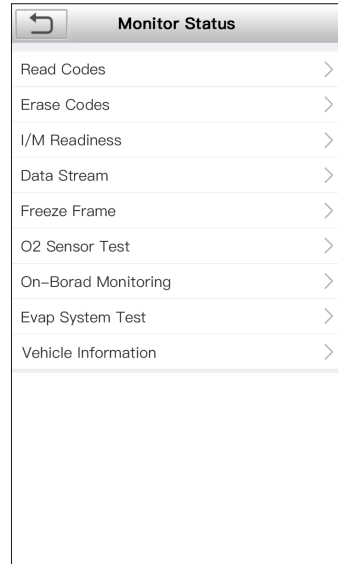 Monitor Status
Read Codes
Erase Codes
I/M Readiness
Data Stream
Freeze Frame
O2 Sensor Test
On-Borad Monitoring
Evap System Test
Vehicle Information